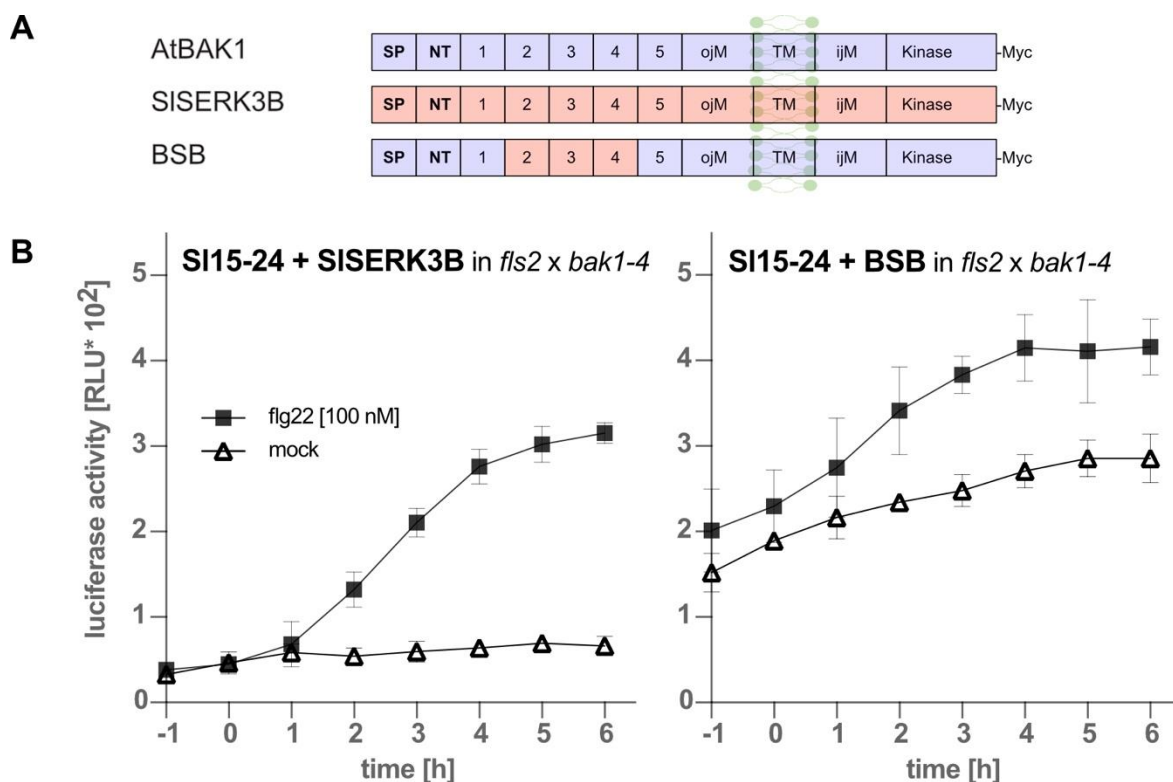 A
AtBAK1 SP NT 1 2 3 4 5 ojM TM ijM Kinase -Myc
SlSERK3B SP NT 1 2 3 4 5 ojM TM ijM Kinase -Myc
BSB SP NT 1 2 3 4 5 ojM TM ijM Kinase -Myc
B
luciferase activity [RLU* 10²]
Sl15-24 + SlSERK3B in fls2 x bak1-4
5
4
3
2
1
0
flg22 [100 nM]
mock
-1 0 1 2 3 4 5 6
time [h]
Sl15-24 + BSB in fls2 x bak1-4
5
4
3
2
1
0
-1 0 1 2 3 4 5 6
time [h]